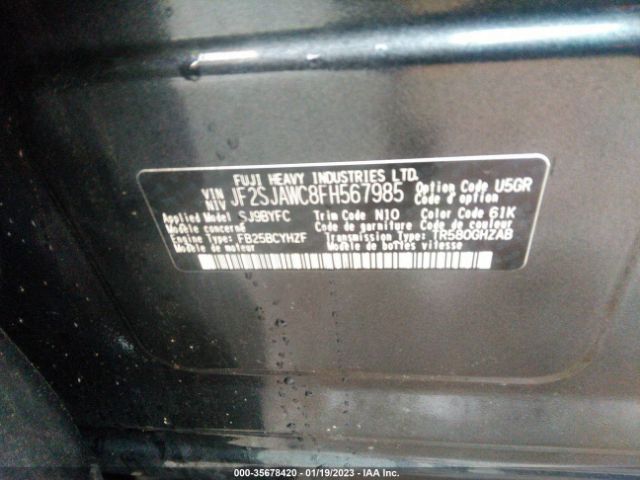 FUJI HEAVY INDUSTRIES LTD.
VIN NIV JF2SJAWC8FH567985 Option Code U5GR
Code d'option
Applied Model SJ9BYFC Trim Code N10 Color Code 61K
Modèle concerné Code de garniture Code de couleur
Engine Type: FB25BCYHZF Transmission Type: TR580GHZAB
Modèle de moteur Modèle de boîtes vitesse
000-35678420 - 01/19/2023 - IAA Inc.